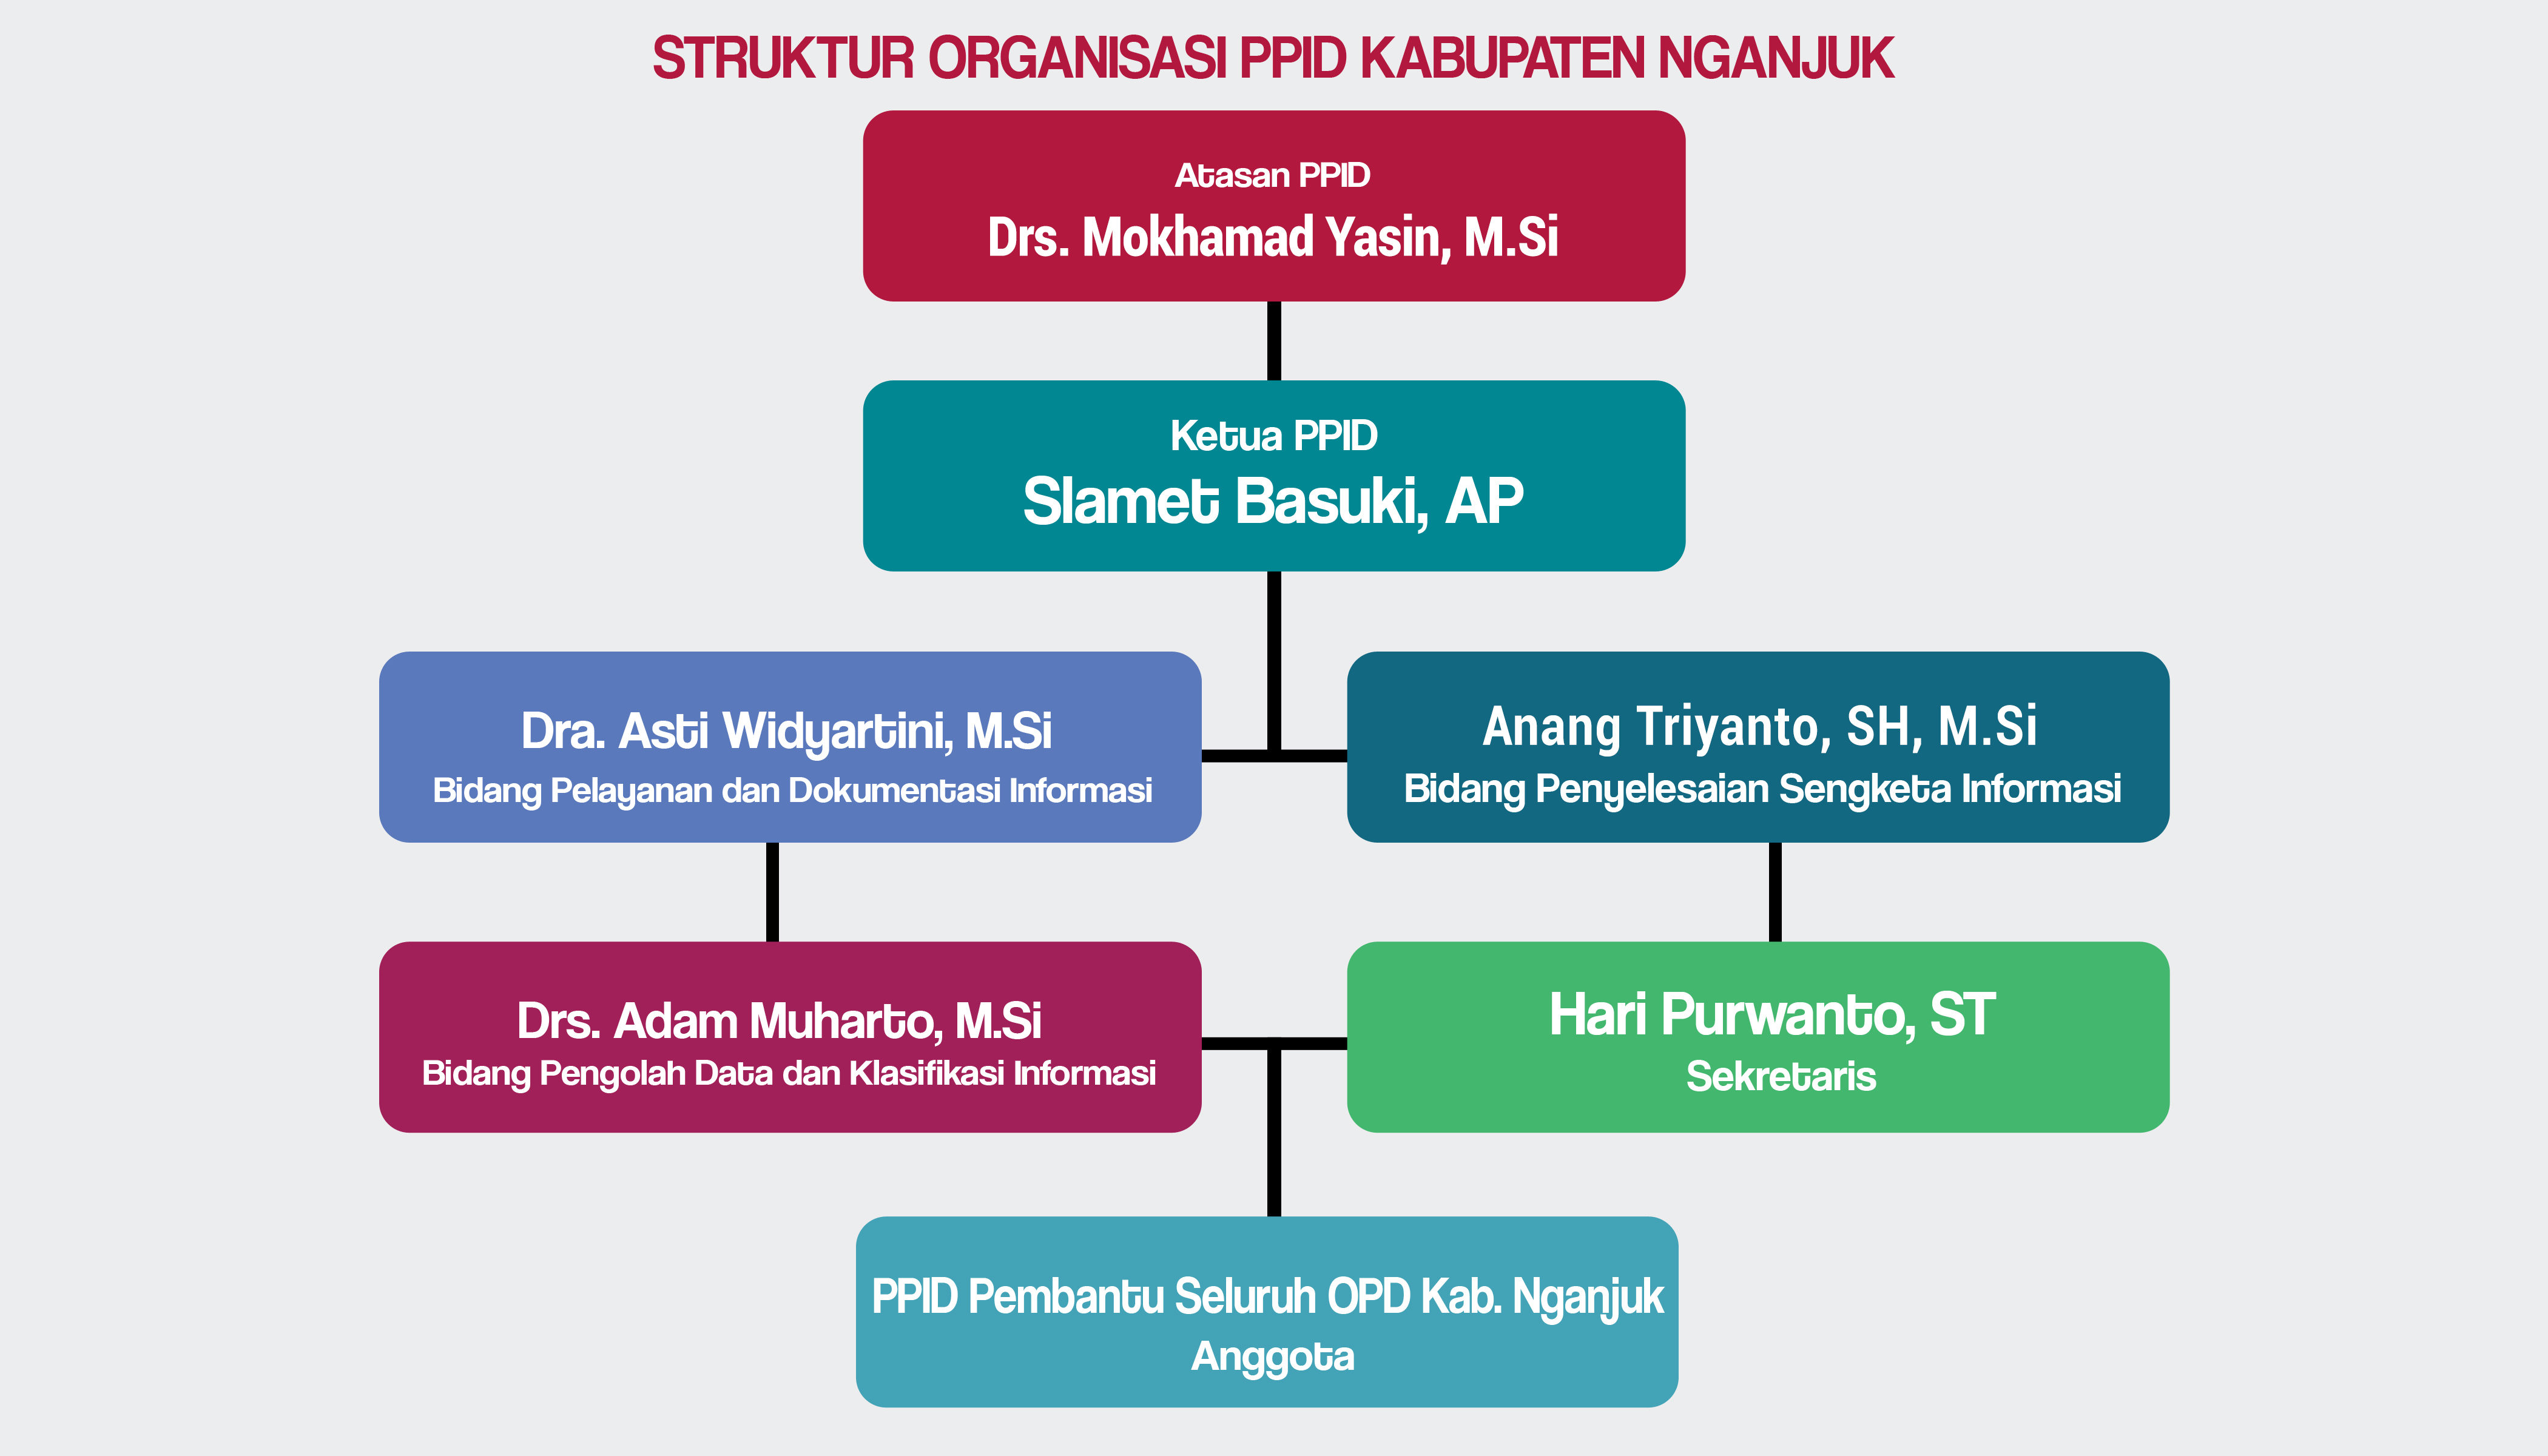 STRUKTUR ORGANISASI PPID KABUPATEN NGANJUK
Atasan PPID
Drs. Mokhamad Yasin, M.Si
Ketua PPID
Slamet Basuki, AP
Dra. Asti Widyartini, M.Si
Bidang Pelayanan dan Dokumentasi Informasi
Anang Triyanto, SH, M.Si
Bidang Penyelesaian Sengketa Informasi
Drs. Adam Muharto, M.Si
Bidang Pengolah Data dan Klasifikasi Informasi
Hari Purwanto, ST
Sekretaris
PPID Pembantu Seluruh OPD Kab. Nganjuk
Anggota